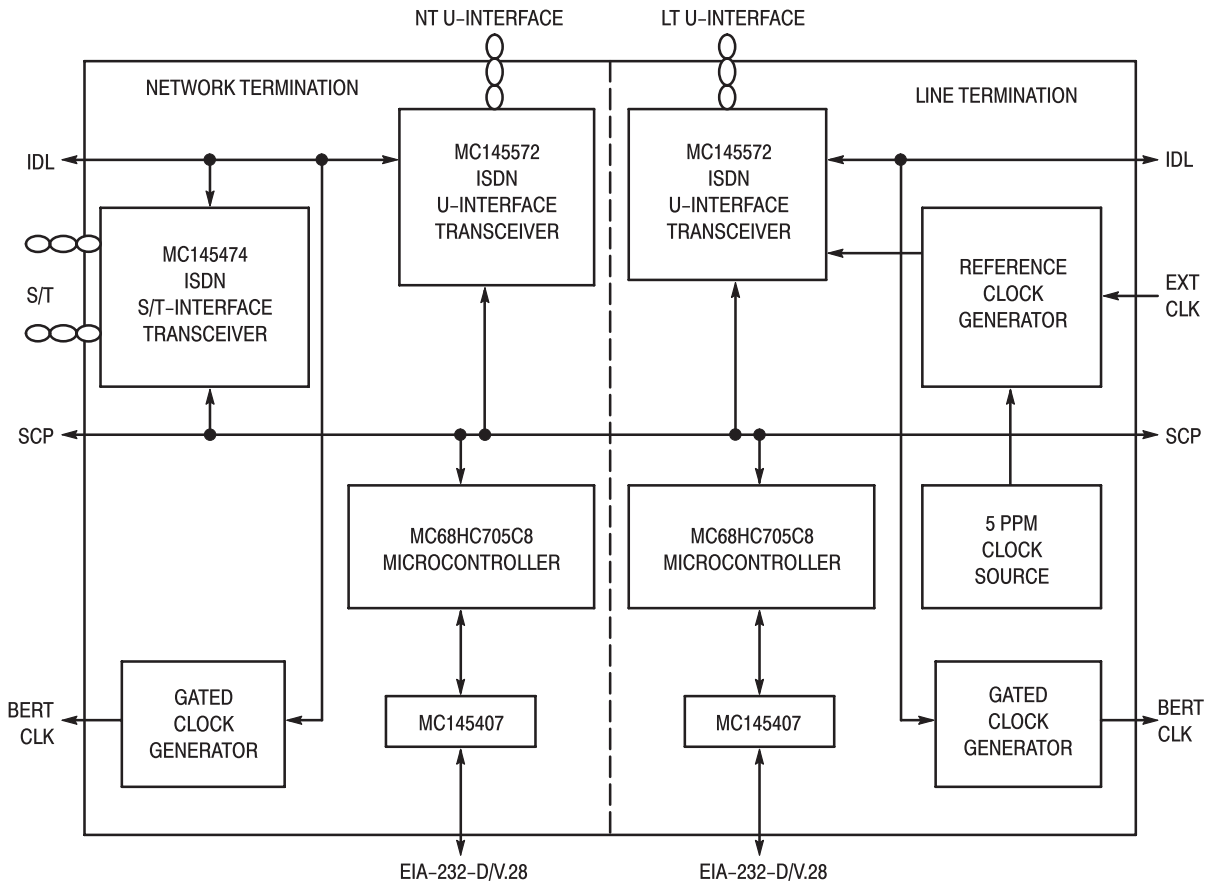 NT U–INTERFACE
LT U–INTERFACE
NETWORK TERMINATION
LINE TERMINATION
IDL
MC145572
ISDN
U–INTERFACE
TRANSCEIVER
MC145572
ISDN
U–INTERFACE
TRANSCEIVER
IDL
S/T
MC145474
ISDN
S/T–INTERFACE
TRANSCEIVER
REFERENCE
CLOCK
GENERATOR
EXT
CLK
SCP
SCP
MC68HC705C8
MICROCONTROLLER
MC68HC705C8
MICROCONTROLLER
5 PPM
CLOCK
SOURCE
BERT
CLK
GATED
CLOCK
GENERATOR
MC145407
MC145407
GATED
CLOCK
GENERATOR
BERT
CLK
EIA–232–D/V.28
EIA–232–D/V.28